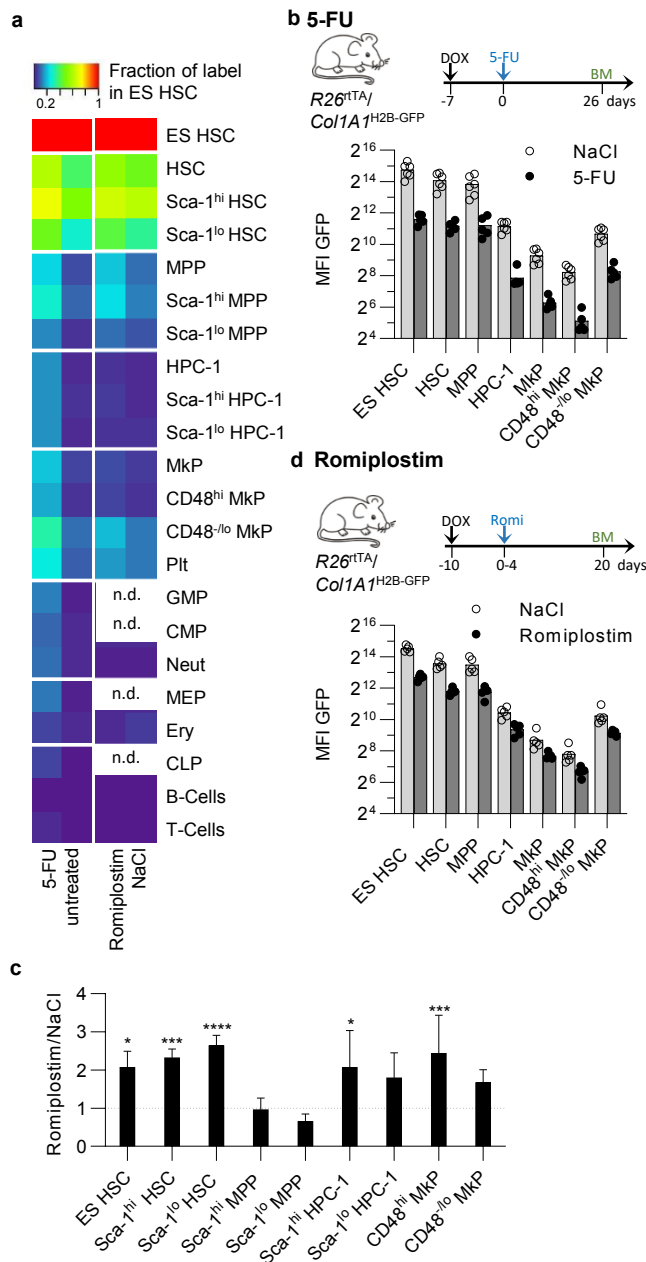 a
Fraction of label
in ES HSC
0.2 1
ES HSC
HSC
Sca-1hi HSC
Sca-1lo HSC
MPP
Sca-1hi MPP
Sca-1lo MPP
HPC-1
Sca-1hi HPC-1
Sca-1lo HPC-1
MkP
CD48hi MkP
CD48-/lo MkP
Plt
n.d. GMP
n.d. CMP
Neut
n.d. MEP
Ery
n.d. CLP
B-Cells
T-Cells
5-FU
untreated
Romiplostim
NaCl
b 5-FU
R26rtTA/
Col1A1H2B-GFP
DOX 5-FU BM
-7 0 26 days
MFI GFP
216
214
212
210
28
26
24
NaCl
5-FU
ES HSC
HSC
MPP
HPC-1
MkP
CD48hi MkP
CD48-/lo MkP
d Romiplostim
R26rtTA/
Col1A1H2B-GFP
DOX Romi BM
-10 0-4 20 days
MFI GFP
216
214
212
210
28
26
24
NaCl
Romiplostim
ES HSC
HSC
MPP
HPC-1
MkP
CD48hi MkP
CD48-/lo MkP
c
Romiplostim/NaCl
4
3
2
1
0
* *** **** * ***
ES HSC
Sca-1hi HSC
Sca-1lo HSC
Sca-1hi MPP
Sca-1lo MPP
Sca-1hi HPC-1
Sca-1lo HPC-1
CD48hi MkP
CD48-/lo MkP